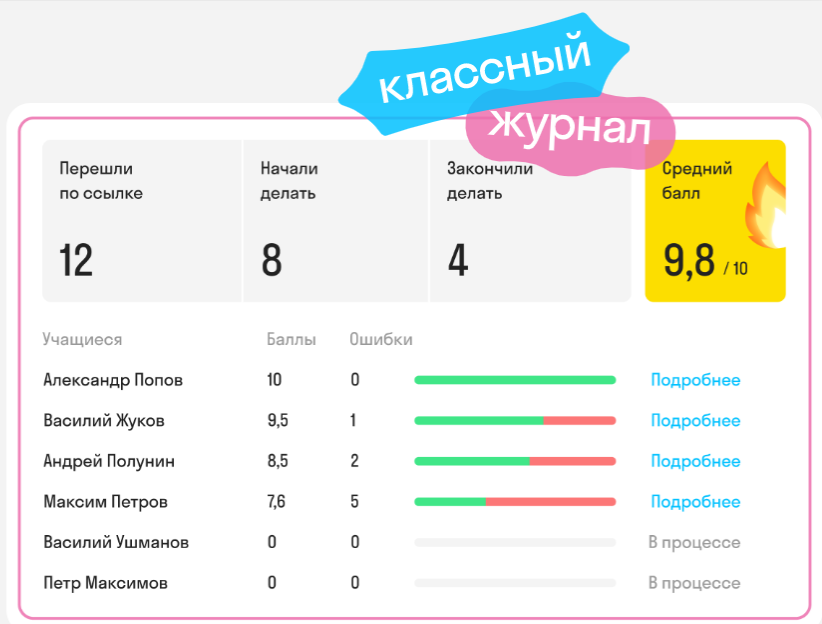 классный
журнал
Перешли
по ссылке
12
Начали
делать
8
Закончили
делать
4
Средний
балл
9,8 / 10
Учащиеся Баллы Ошибки
Александр Попов 10 0 Подробнее
Василий Жуков 9,5 1 Подробнее
Андрей Полунин 8,5 2 Подробнее
Максим Петров 7,6 5 Подробнее
Василий Ушманов 0 0 В процессе
Петр Максимов 0 0 В процессе